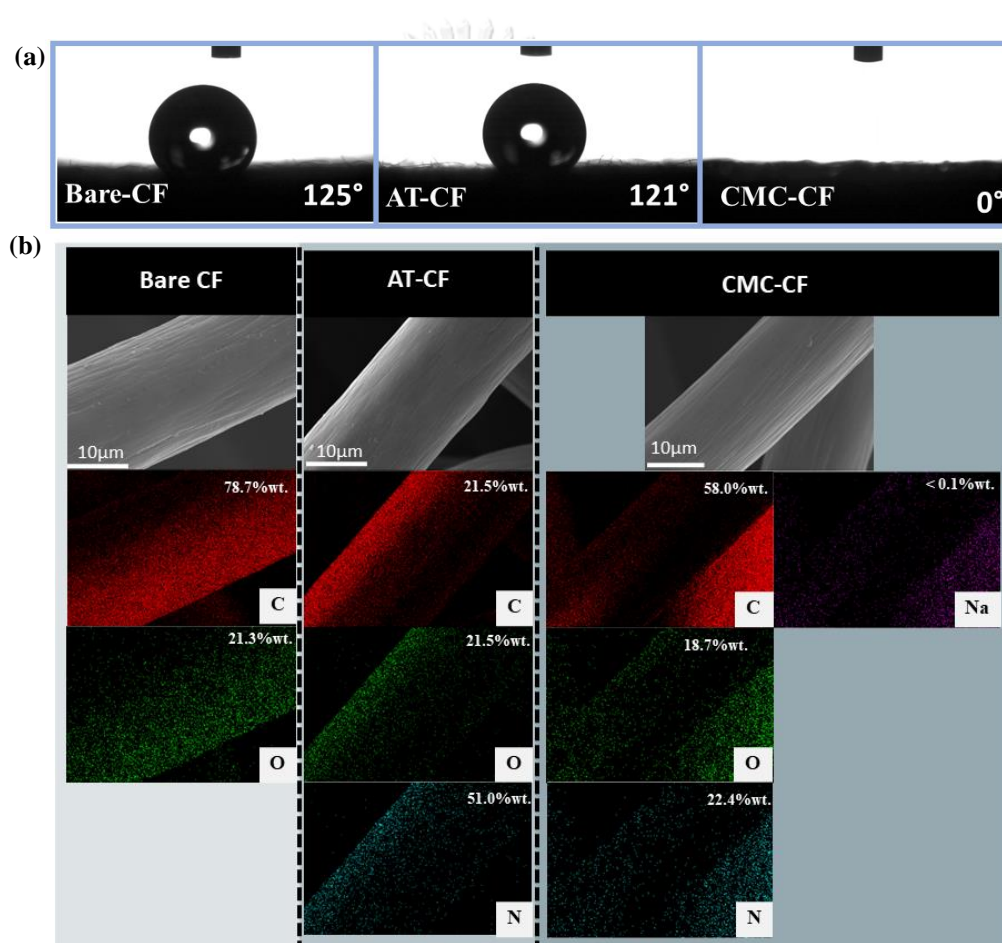 (a)
Bare-CF 125° AT-CF 121° CMC-CF 0°
(b)
Bare CF AT-CF CMC-CF
10μm 10μm 10μm
78.7%wt. 21.5%wt. 58.0%wt. < 0.1%wt.
C C C Na
21.3%wt. 21.5%wt. 18.7%wt.
O O O
51.0%wt. 22.4%wt.
N N